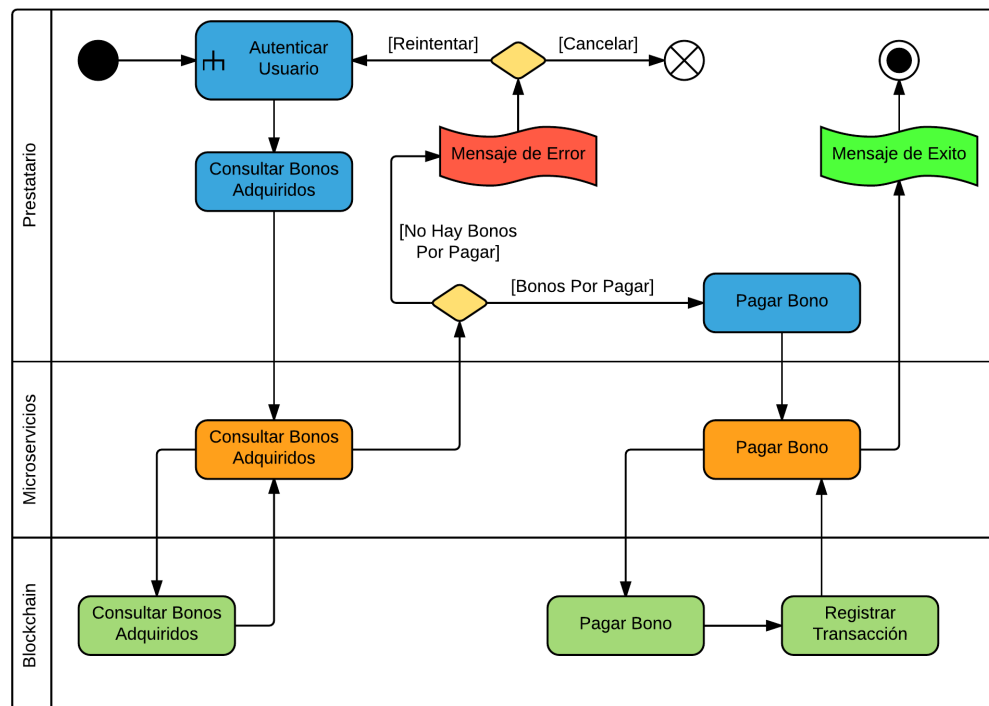 Prestatario
Autenticar
Usuario
[Reintentar]
[Cancelar]
Mensaje de Error
Mensaje de Exito
Consultar Bonos
Adquiridos
[No Hay Bonos
Por Pagar]
[Bonos Por Pagar]
Pagar Bono
Microservicios
Consultar Bonos
Adquiridos
Pagar Bono
Blockchain
Consultar Bonos
Adquiridos
Pagar Bono
Registrar
Transacción